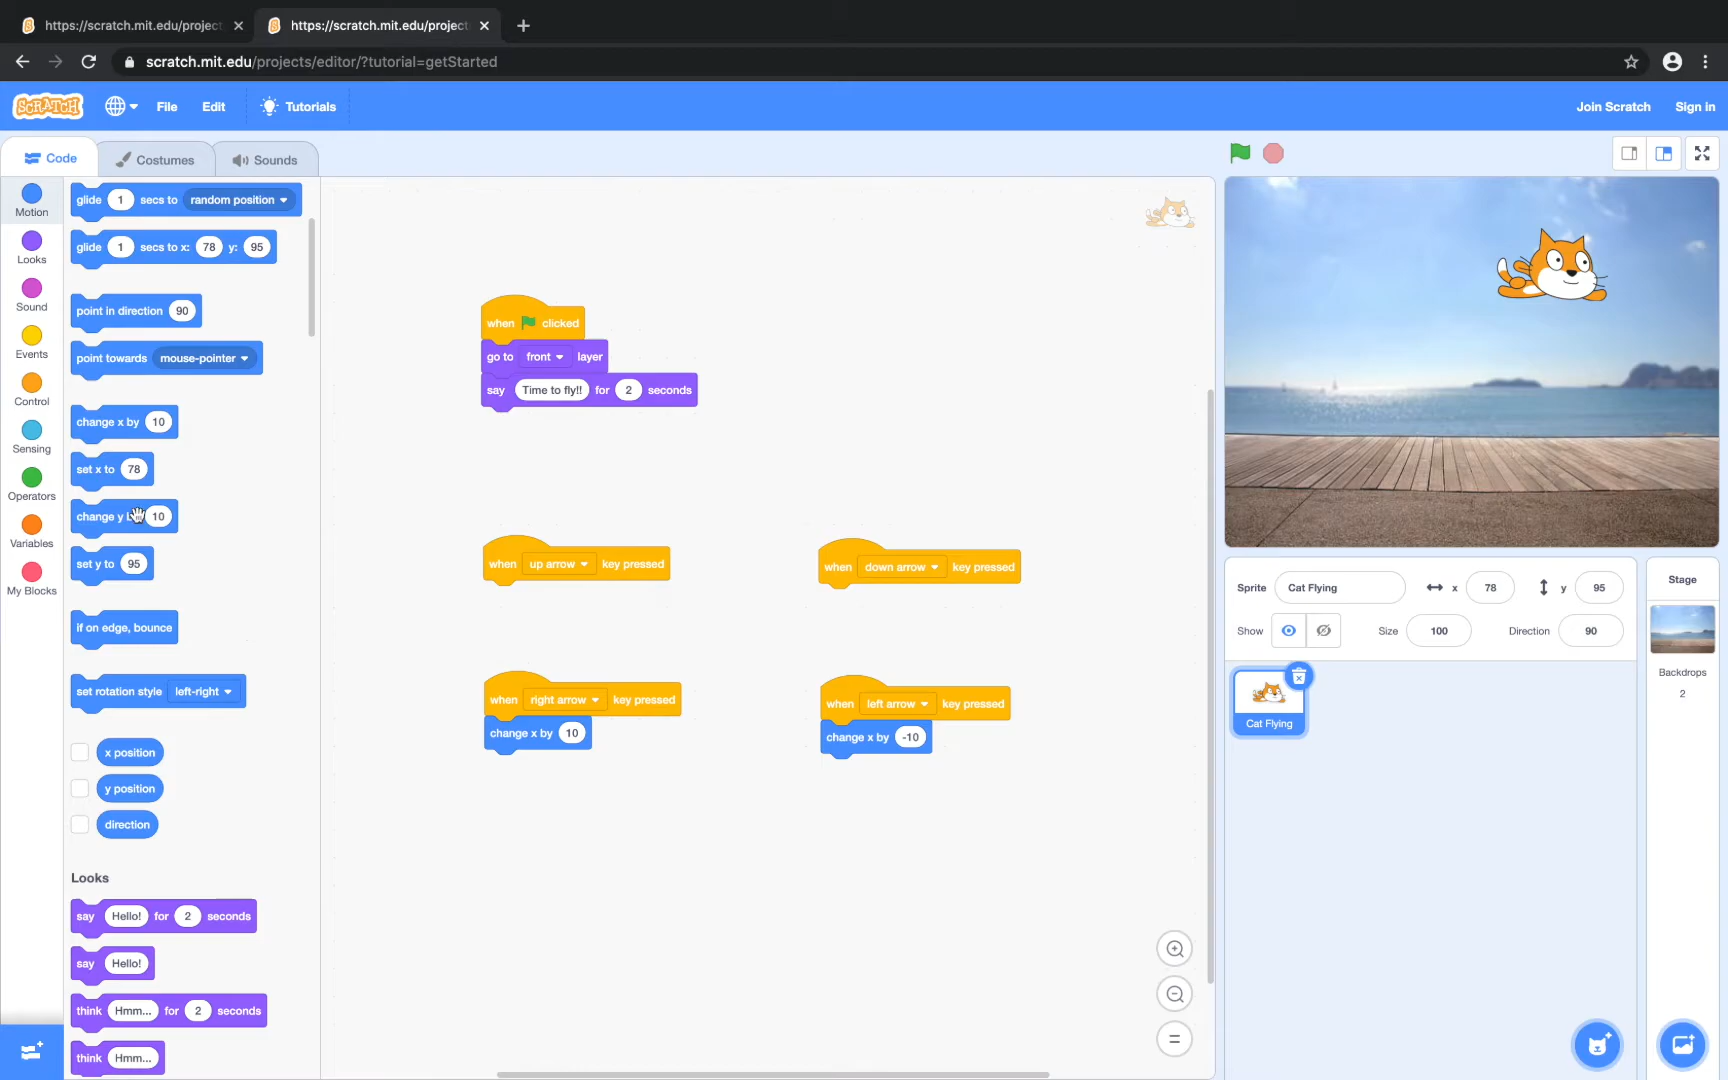 https://scratch.mit.edu/project
https://scratch.mit.edu/project
scratch.mit.edu/projects/editor/?tutorial=getStarted
SCRATCH
File
Edit
Tutorials
Join Scratch
Sign in
Code
Costumes
Sounds
Motion
Looks
Sound
Events
Control
Sensing
Operators
Variables
My Blocks
glide 1 secs to random position
glide 1 secs to x: 78 y: 95
point in direction 90
point towards mouse-pointer
change x by 10
set x to 78
change y 10
set y to 95
if on edge, bounce
set rotation style left-right
x position
y position
direction
Looks
say Hello! for 2 seconds
say Hello!
think Hmm... for 2 seconds
think Hmm...
when clicked
go to front layer
say Time to fly!! for 2 seconds
when up arrow key pressed
when down arrow key pressed
when right arrow key pressed
change x by 10
when left arrow key pressed
change x by -10
Sprite Cat Flying x 78 y 95
Show Size 100 Direction 90
Cat Flying
Stage
Backdrops
2